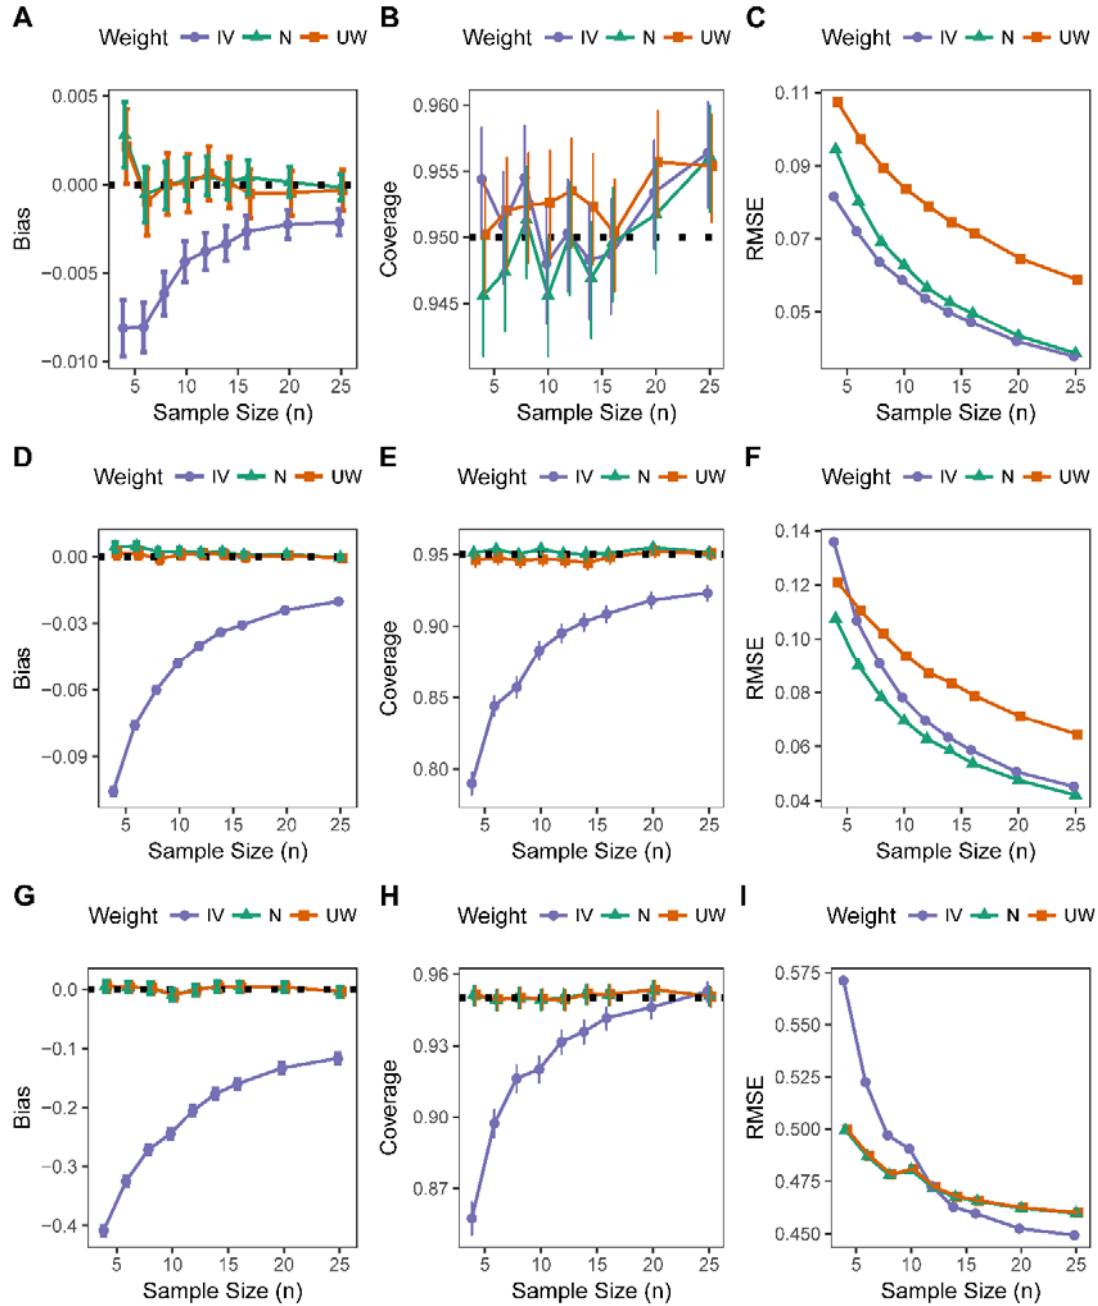 A
B
C
Weight IV N UW
Weight IV N UW
Weight IV N UW
0.005
0.000
−0.005
−0.010
Bias
5 10 15 20 25
Sample Size (n)
0.960
0.955
0.950
0.945
Coverage
5 10 15 20 25
Sample Size (n)
0.11
0.09
0.07
0.05
RMSE
5 10 15 20 25
Sample Size (n)
D
E
F
Weight IV N UW
Weight IV N UW
Weight IV N UW
0.00
−0.03
−0.06
−0.09
Bias
5 10 15 20 25
Sample Size (n)
0.95
0.90
0.85
0.80
Coverage
5 10 15 20 25
Sample Size (n)
0.14
0.12
0.10
0.08
0.06
0.04
RMSE
5 10 15 20 25
Sample Size (n)
G
H
I
Weight IV N UW
Weight IV N UW
Weight IV N UW
0.0
−0.1
−0.2
−0.3
−0.4
Bias
5 10 15 20 25
Sample Size (n)
0.96
0.93
0.90
0.87
Coverage
5 10 15 20 25
Sample Size (n)
0.575
0.550
0.525
0.500
0.475
0.450
RMSE
5 10 15 20 25
Sample Size (n)